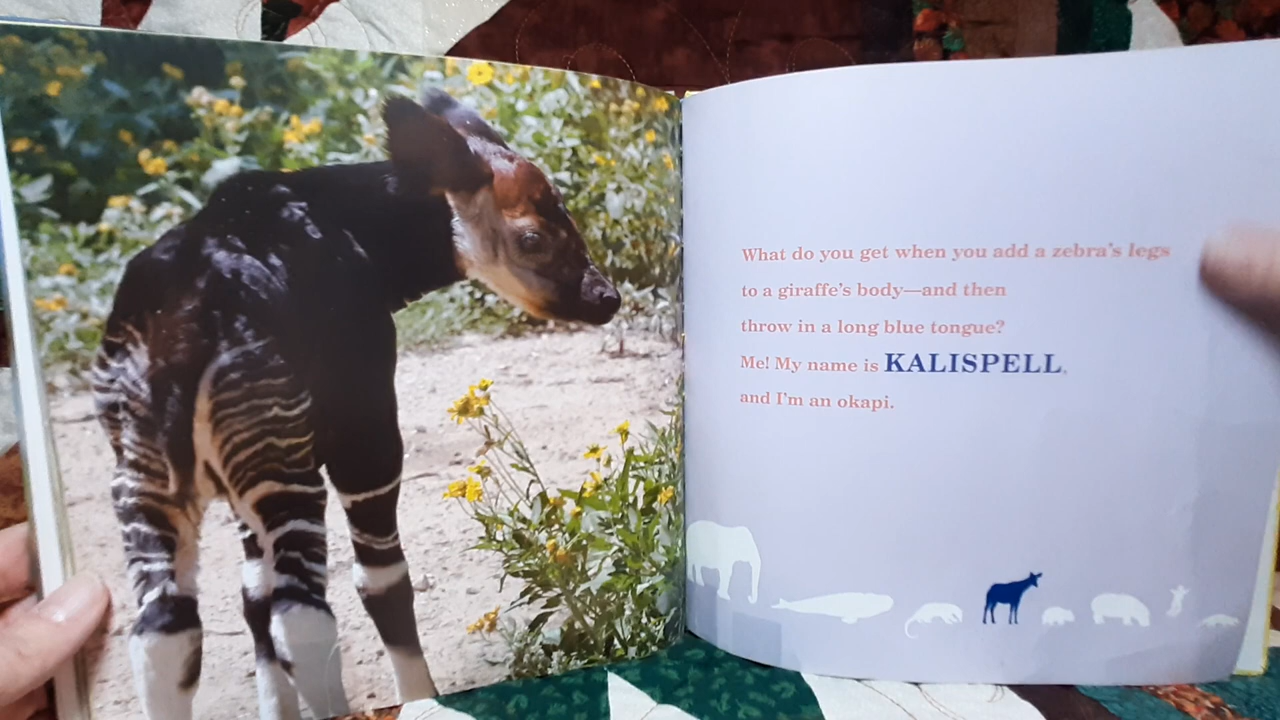 What do you get when you add a zebra's legs
to a giraffe's body—and then
throw in a long blue tongue?
Me! My name is KALISPELL,
and I'm an okapi.